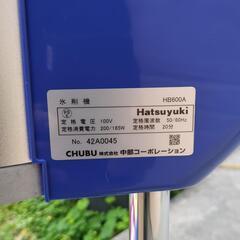 氷削機 HB600A
Hatsuyuki
定格電圧 100V 定格周波数 50/60Hz
定格消費電力 200/185W 定格時間 20分
No. 42A0045
CHUBU 株式会社 中部コーポレーション